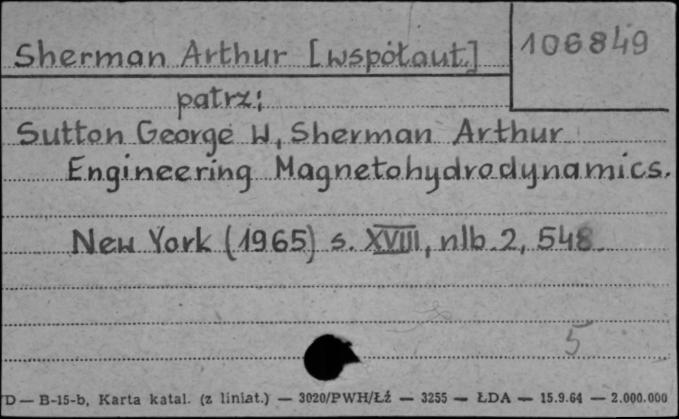 Sherman Arthur [współaut.]
106849
patrz:
Sutton George W, Sherman Arthur
Engineering Magnetohydrodynamics.
New York (1965) s. XVIII, nlb. 2, 548.
5
D — B-15-b, Karta katal. (z liniat.) — 3020/PWH/Łź — 3255 — ŁDA — 15.9.64 — 2.000.000